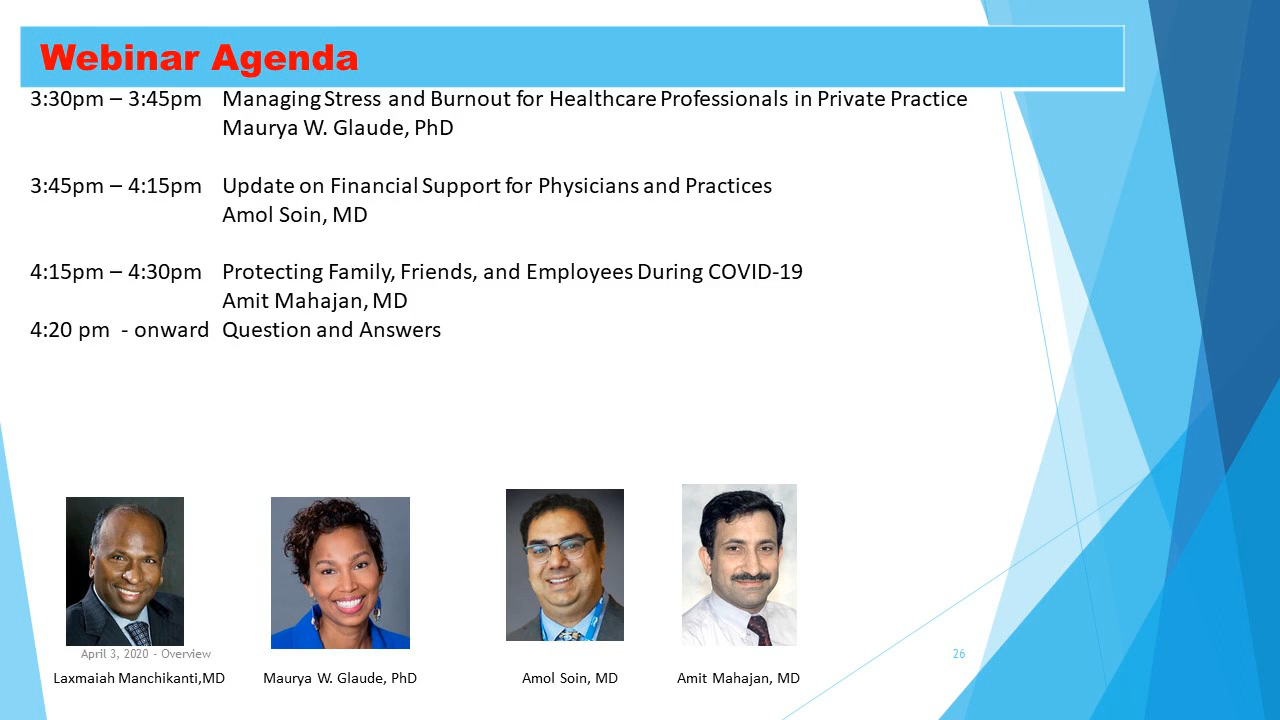 Webinar Agenda
3:30pm – 3:45pm Managing Stress and Burnout for Healthcare Professionals in Private Practice
Maurya W. Glaude, PhD
3:45pm – 4:15pm Update on Financial Support for Physicians and Practices
Amol Soin, MD
4:15pm – 4:30pm Protecting Family, Friends, and Employees During COVID-19
Amit Mahajan, MD
4:20 pm - onward Question and Answers
April 3, 2020 - Overview
26
Laxmaiah Manchikanti,MD
Maurya W. Glaude, PhD
Amol Soin, MD
Amit Mahajan, MD